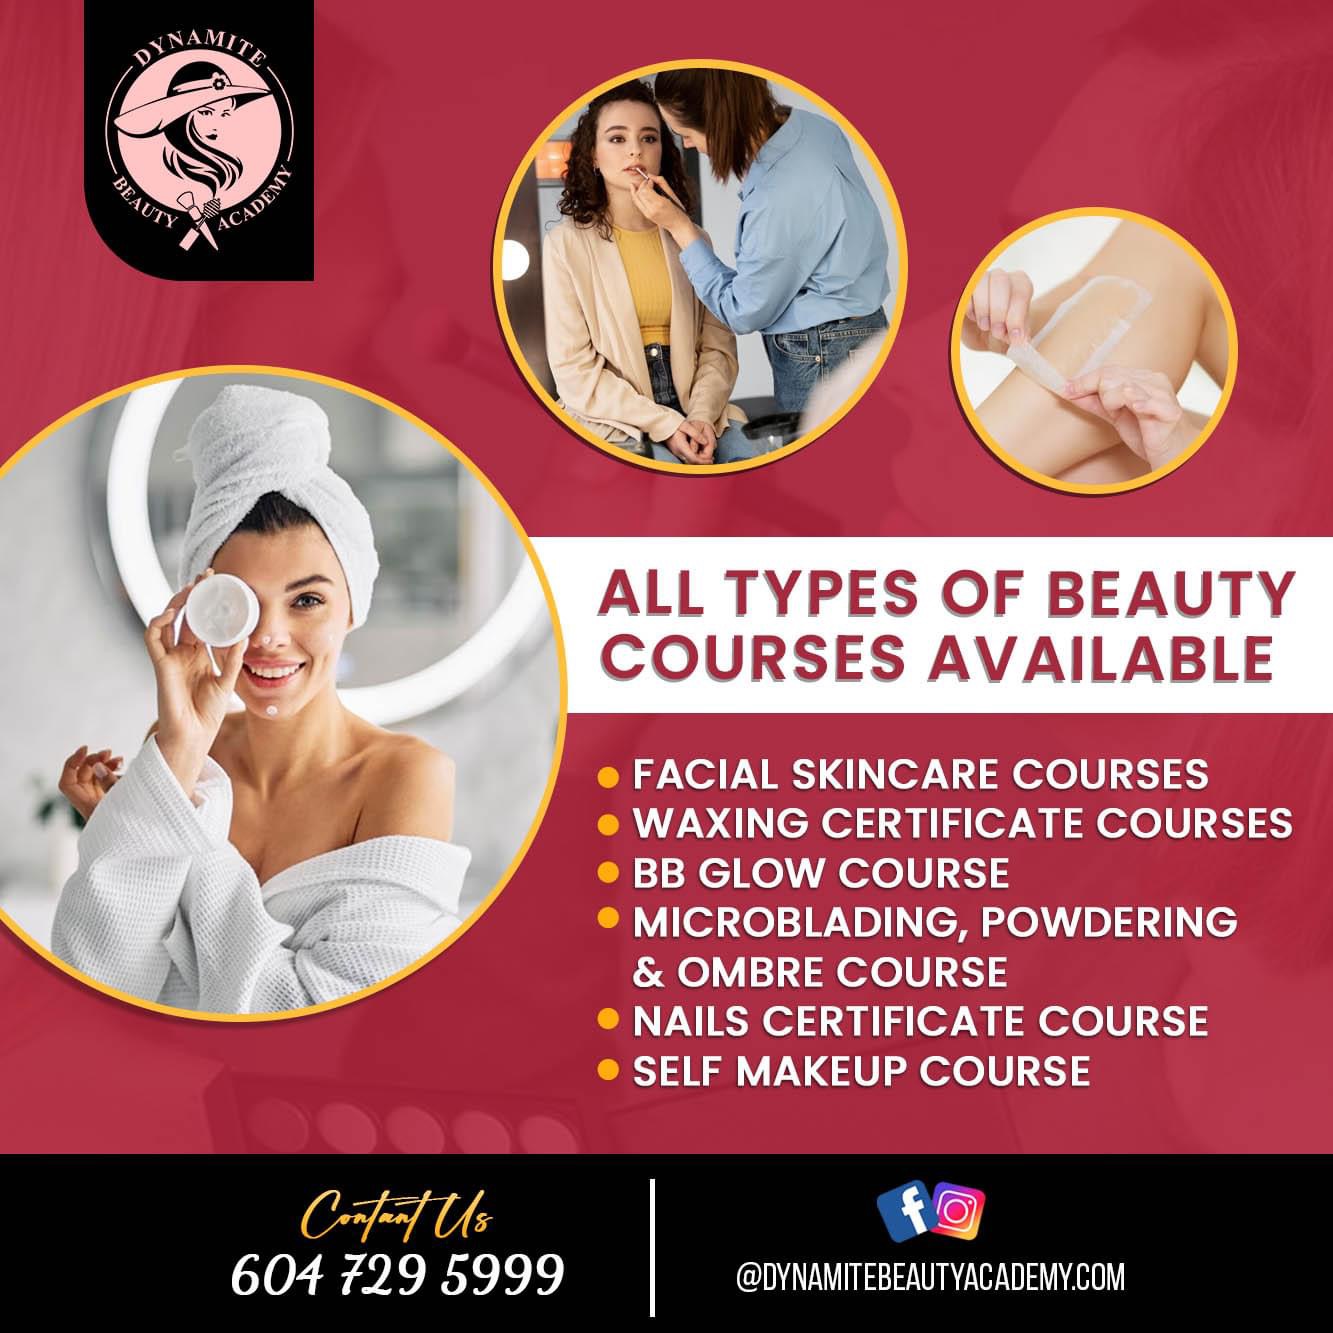 DYNAMITE
BEAUTY ACADEMY
ALL TYPES OF BEAUTY
COURSES AVAILABLE
FACIAL SKINCARE COURSES
WAXING CERTIFICATE COURSES
BB GLOW COURSE
MICROBLADING, POWDERING
& OMBRE COURSE
NAILS CERTIFICATE COURSE
SELF MAKEUP COURSE
Contant Us
604 729 5999
@DYNAMITEBEAUTYACADEMY.COM